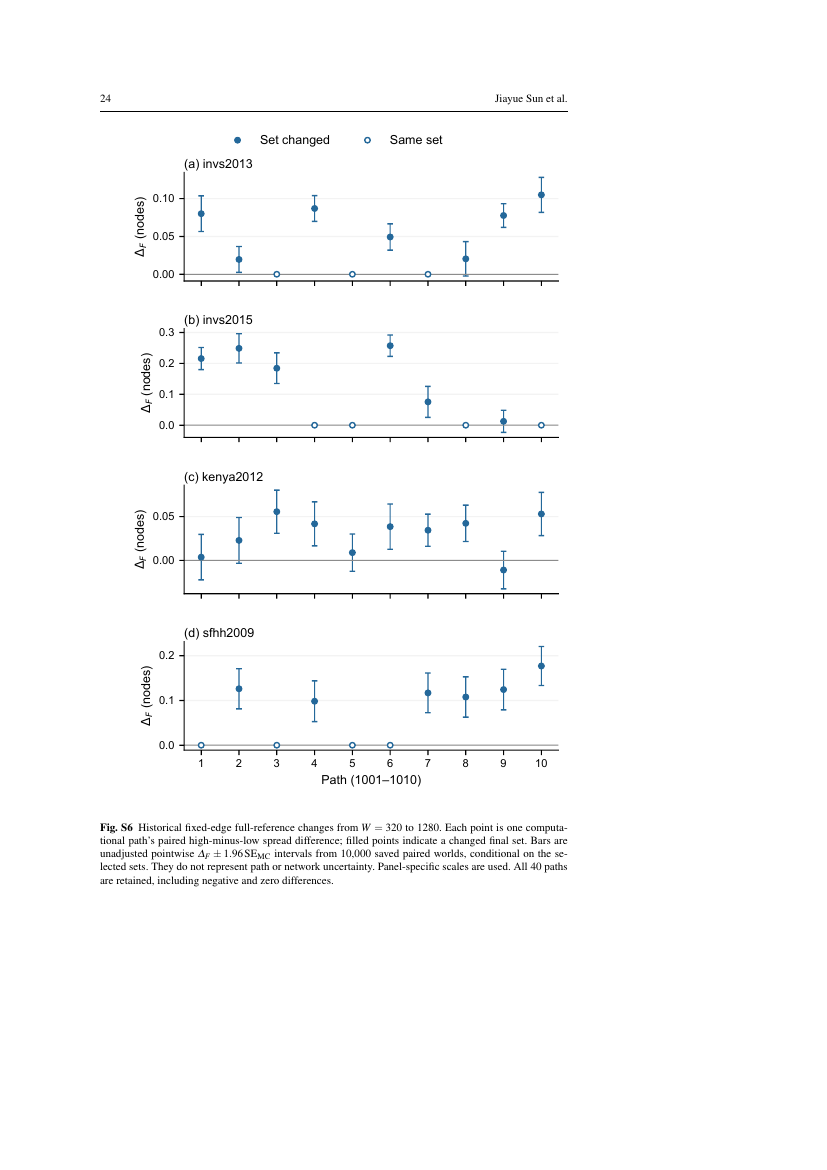 24 Jiayue Sun et al.
Set changed Same set
(a) invs2013
0.10
0.05
0.00
Δ_F (nodes)
(b) invs2015
0.3
0.2
0.1
0.0
Δ_F (nodes)
(c) kenya2012
0.05
0.00
Δ_F (nodes)
(d) sfhh2009
0.2
0.1
0.0
Δ_F (nodes)
1 2 3 4 5 6 7 8 9 10
Path (1001–1010)
Fig. S6 Historical fixed-edge full-reference changes from W = 320 to 1280. Each point is one computa-
tional path's paired high-minus-low spread difference; filled points indicate a changed final set. Bars are
unadjusted pointwise Δ_F ± 1.96 SE_MC intervals from 10,000 saved paired worlds, conditional on the se-
lected sets. They do not represent path or network uncertainty. Panel-specific scales are used. All 40 paths
are retained, including negative and zero differences.